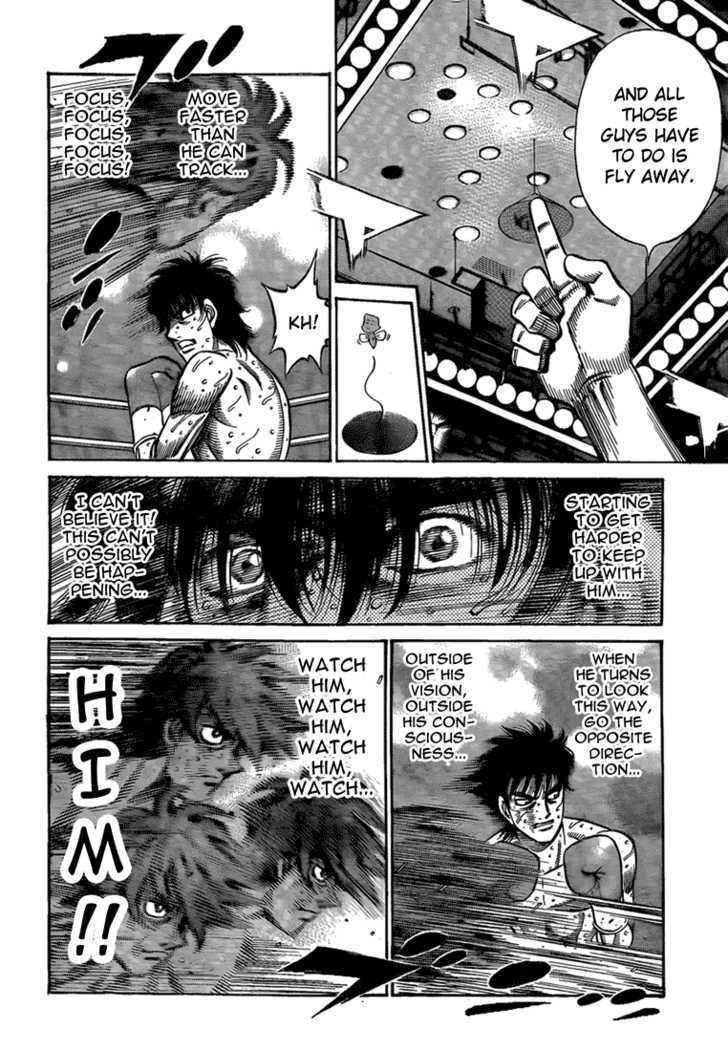 AND ALL
THOSE
GUYS HAVE
TO DO IS
FLY AWAY.
MOVE
FASTER
THAN
HE CAN
TRACK...
FOCUS,
FOCUS,
FOCUS,
FOCUS,
FOCUS!
KH!
STARTING
TO GET
HARDER
TO KEEP
UP WITH
HIM...
I CAN'T
BELIEVE IT!
THIS CAN'T
POSSIBLY
BE HAP-
PENING...
WHEN
HE TURNS
TO LOOK
THIS WAY,
GO THE
OPPOSITE
DIREC-
TION...
OUTSIDE
OF HIS
VISION,
OUTSIDE
HIS CON-
SCIOUS-
NESS...
WATCH
HIM,
WATCH
HIM,
WATCH
HIM,
WATCH...
HIM!!